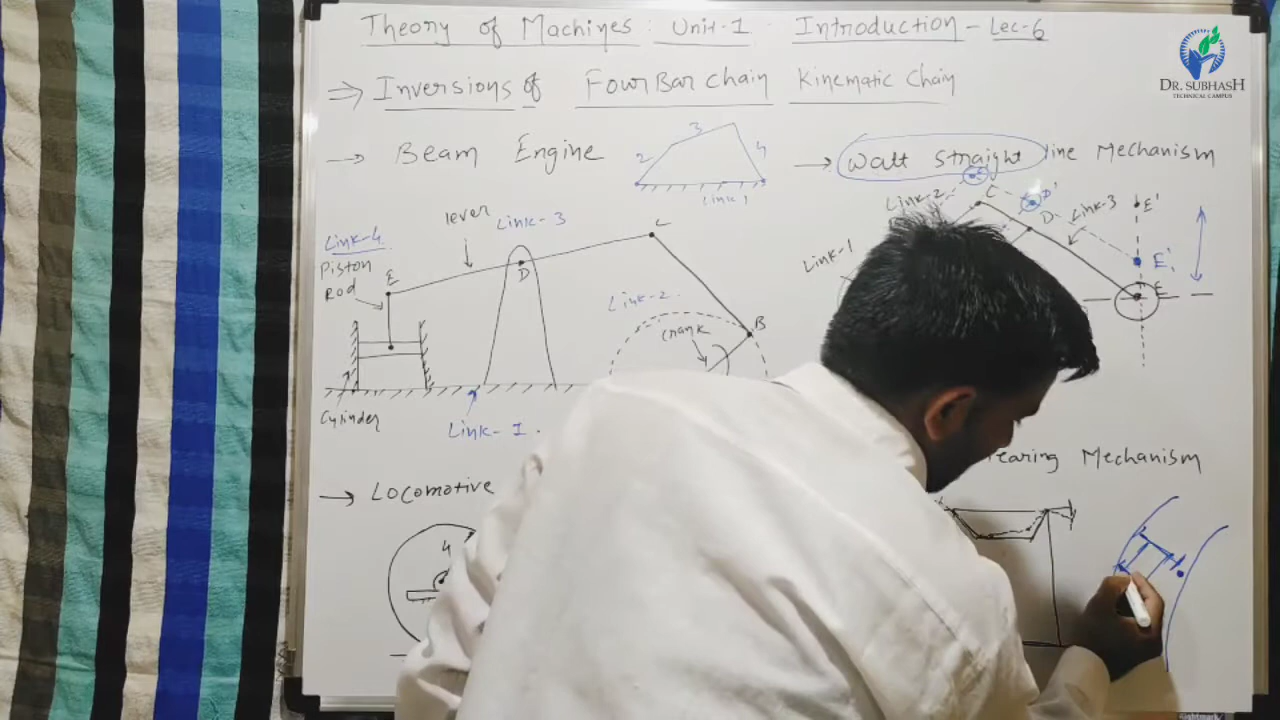 Theory of Machines : Unit-1 Introduction - Lec-6
DR. SUBHASH
TECHNICAL CAMPUS
⇒ Inversions of Four Bar Chain Kinematic Chain
→ Beam Engine
2
3
4
Link 1
→ Watt straight line Mechanism
Link-2
C
D'
D
Link-3
E'
Link-1
E'
E
lever
Link-3
Link-4
Piston
Rod
E
D
C
Link-2
crank
B
Cylinder
Link-1.
→ Locomotive
4
Mechanism